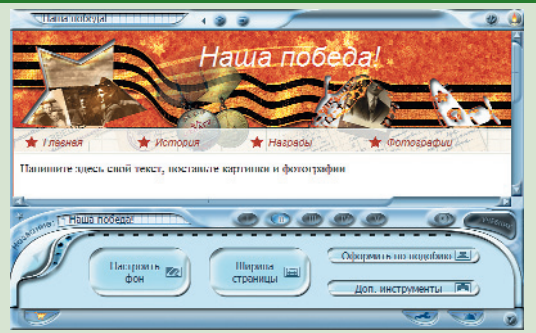 Наша победа!
Наша победа!
Главная История Награды Фотографии
Напишите здесь свой текст, поставьте картинки и фотографии
Название: Наша победа!
Настроить
фон
Ширина
страницы
Оформить по подобию
Доп. инструменты